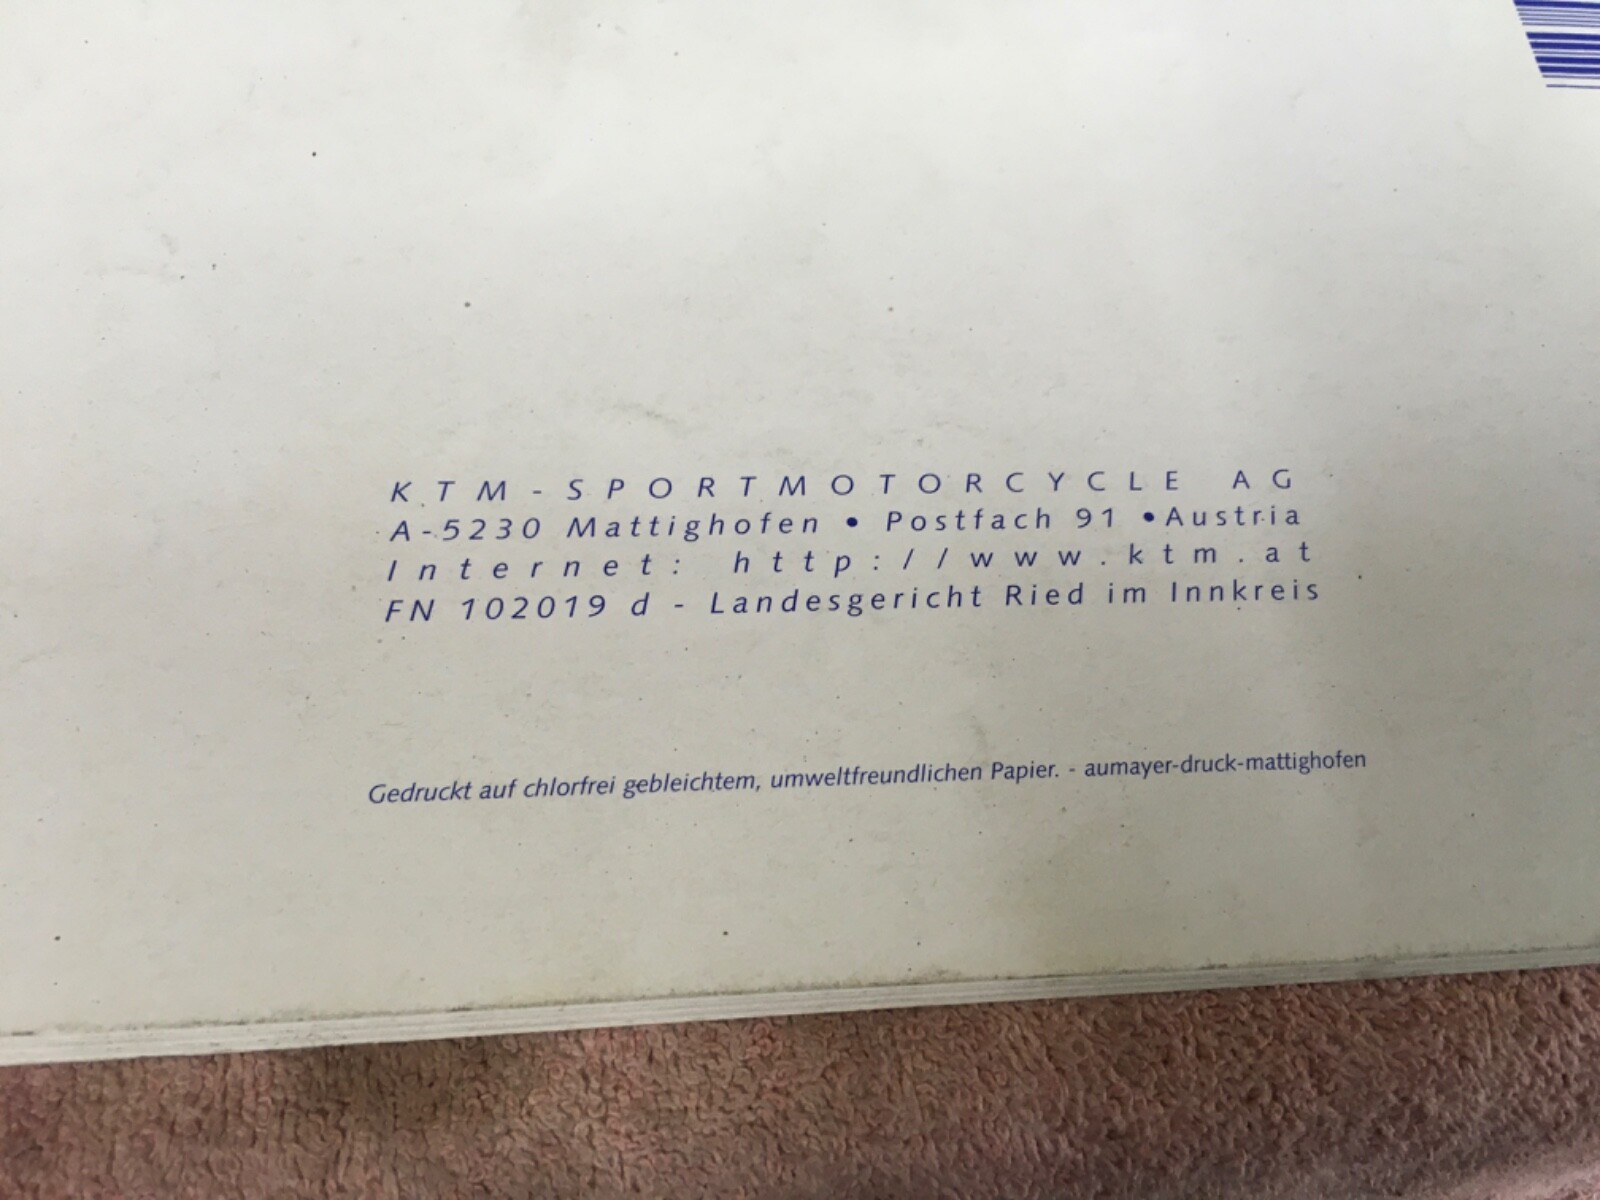 KTM-SPORTMOTORCYCLE AG
A-5230 Mattighofen • Postfach 91 •Austria
Internet: http://www.ktm.at
FN 102019 d - Landesgericht Ried im Innkreis
Gedruckt auf chlorfrei gebleichtem, umweltfreundlichen Papier. - aumayer-druck-mattighofen